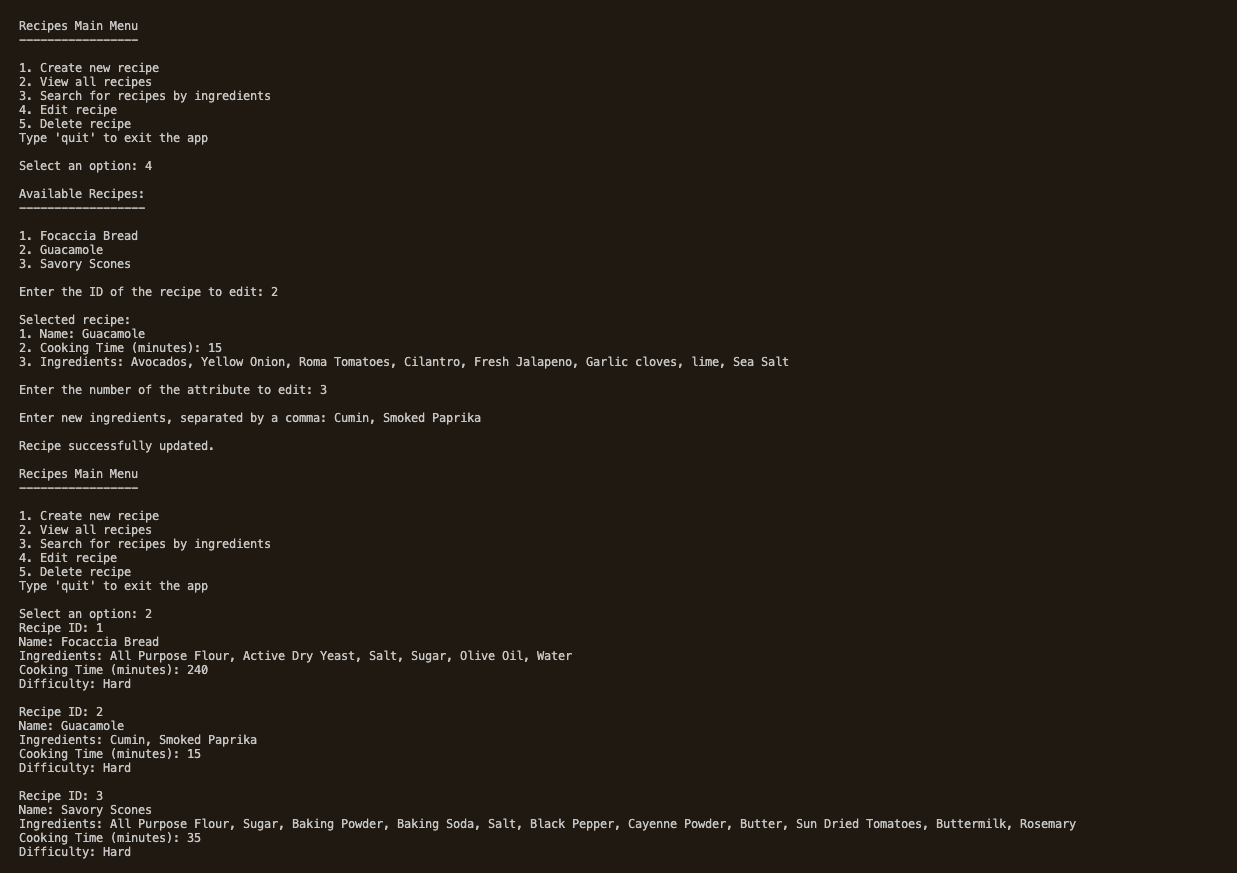 Recipes Main Menu
-----------------
1. Create new recipe
2. View all recipes
3. Search for recipes by ingredients
4. Edit recipe
5. Delete recipe
Type 'quit' to exit the app
Select an option: 4
Available Recipes:
------------------
1. Focaccia Bread
2. Guacamole
3. Savory Scones
Enter the ID of the recipe to edit: 2
Selected recipe:
1. Name: Guacamole
2. Cooking Time (minutes): 15
3. Ingredients: Avocados, Yellow Onion, Roma Tomatoes, Cilantro, Fresh Jalapeno, Garlic cloves, lime, Sea Salt
Enter the number of the attribute to edit: 3
Enter new ingredients, separated by a comma: Cumin, Smoked Paprika
Recipe successfully updated.
Recipes Main Menu
-----------------
1. Create new recipe
2. View all recipes
3. Search for recipes by ingredients
4. Edit recipe
5. Delete recipe
Type 'quit' to exit the app
Select an option: 2
Recipe ID: 1
Name: Focaccia Bread
Ingredients: All Purpose Flour, Active Dry Yeast, Salt, Sugar, Olive Oil, Water
Cooking Time (minutes): 240
Difficulty: Hard
Recipe ID: 2
Name: Guacamole
Ingredients: Cumin, Smoked Paprika
Cooking Time (minutes): 15
Difficulty: Hard
Recipe ID: 3
Name: Savory Scones
Ingredients: All Purpose Flour, Sugar, Baking Powder, Baking Soda, Salt, Black Pepper, Cayenne Powder, Butter, Sun Dried Tomatoes, Buttermilk, Rosemary
Cooking Time (minutes): 35
Difficulty: Hard